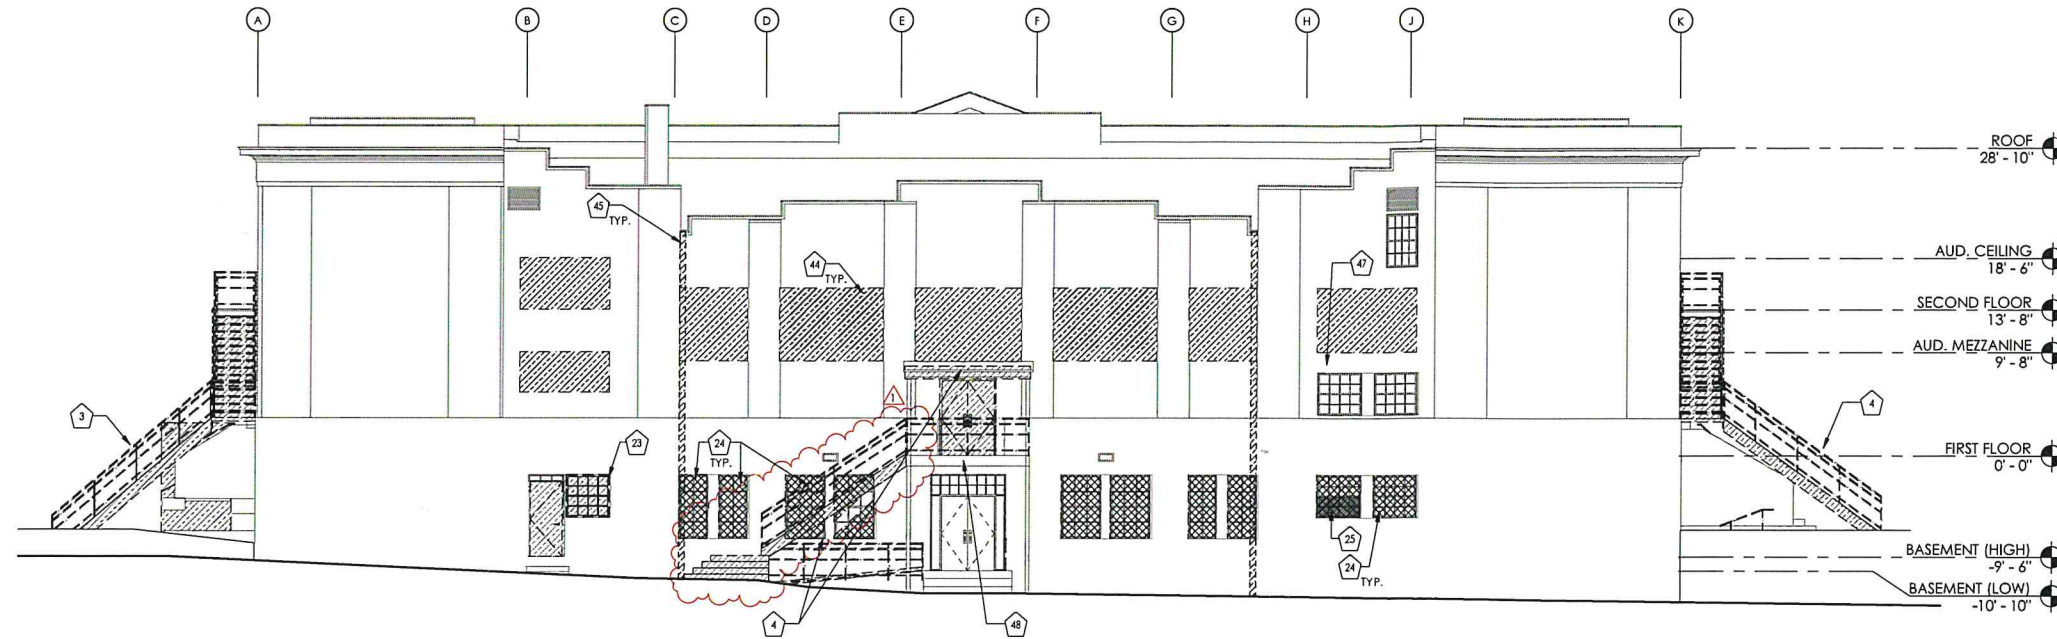 A B C D E F G H J K
ROOF
28' - 10"
45
TYP.
AUD. CEILING
18' - 6"
44
TYP.
47
SECOND FLOOR
13' - 8"
AUD. MEZZANINE
9' - 8"
1
3
4
23
24
TYP.
FIRST FLOOR
0' - 0"
25
24
TYP.
BASEMENT (HIGH)
-9' - 6"
BASEMENT (LOW)
-10' - 10"
4
48